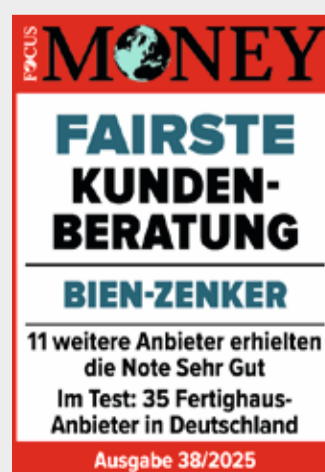 FOCUS
MONEY
FAIRSTE
KUNDEN-
BERATUNG
BIEN-ZENKER
11 weitere Anbieter erhielten
die Note Sehr Gut
Im Test: 35 Fertighaus-
Anbieter in Deutschland
Ausgabe 38/2025